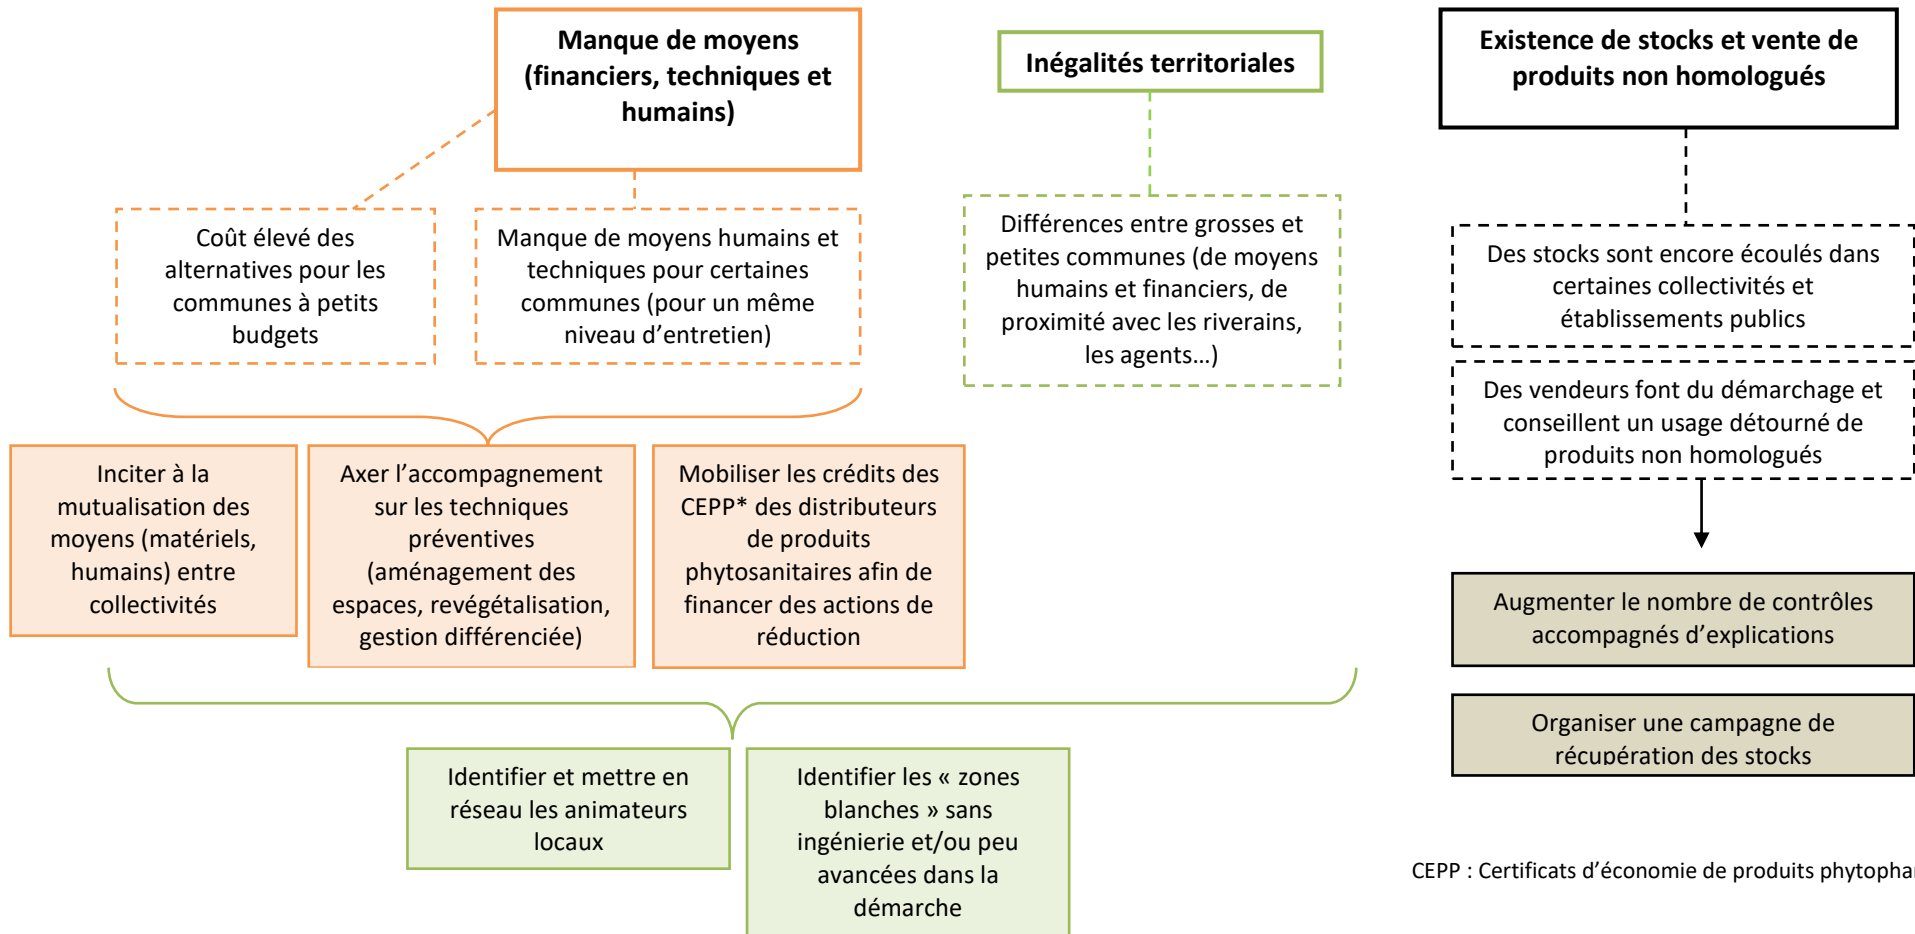 Manque de moyens
(financiers, techniques et
humains)
Inégalités territoriales
Existence de stocks et vente de
produits non homologués
Coût élevé des
alternatives pour les
communes à petits
budgets
Manque de moyens humains et
techniques pour certaines
communes (pour un même
niveau d’entretien)
Différences entre grosses et
petites communes (de moyens
humains et financiers, de
proximité avec les riverains,
les agents…)
Des stocks sont encore écoulés dans
certaines collectivités et
établissements publics
Des vendeurs font du démarchage et
conseillent un usage détourné de
produits non homologués
Inciter à la
mutualisation des
moyens (matériels,
humains) entre
collectivités
Axer l’accompagnement
sur les techniques
préventives
(aménagement des
espaces, revégétalisation,
gestion différenciée)
Mobiliser les crédits des
CEPP* des distributeurs
de produits
phytosanitaires afin de
financer des actions de
réduction
Augmenter le nombre de contrôles
accompagnés d’explications
Organiser une campagne de
récupération des stocks
Identifier et mettre en
réseau les animateurs
locaux
Identifier les « zones
blanches » sans
ingénierie et/ou peu
avancées dans la
démarche
CEPP : Certificats d’économie de produits